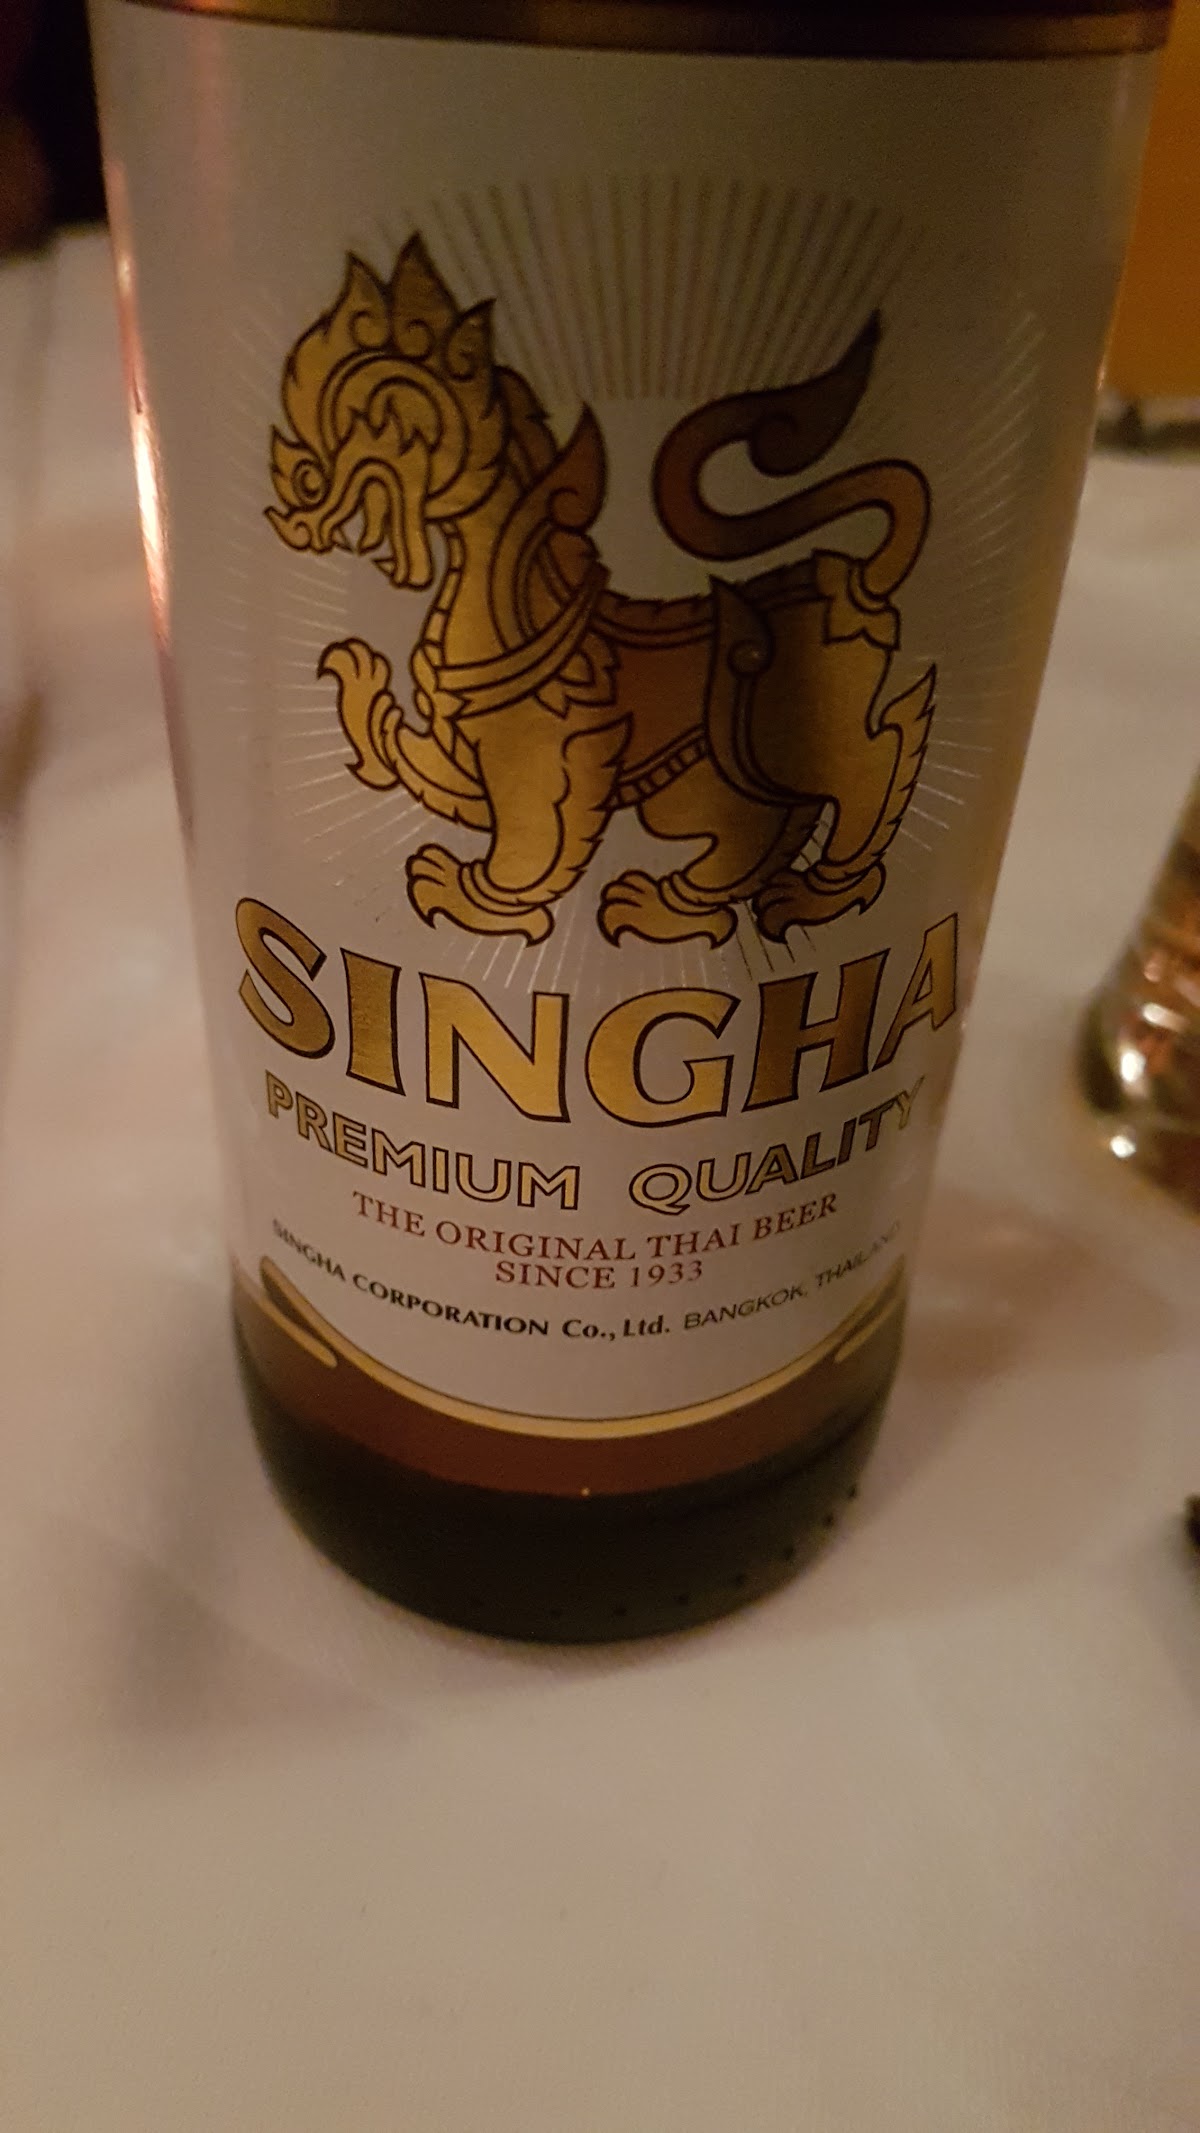 SINGHA
PREMIUM QUALITY
THE ORIGINAL THAI BEER
SINCE 1933
SINGHA CORPORATION Co., Ltd. BANGKOK, THAILAND